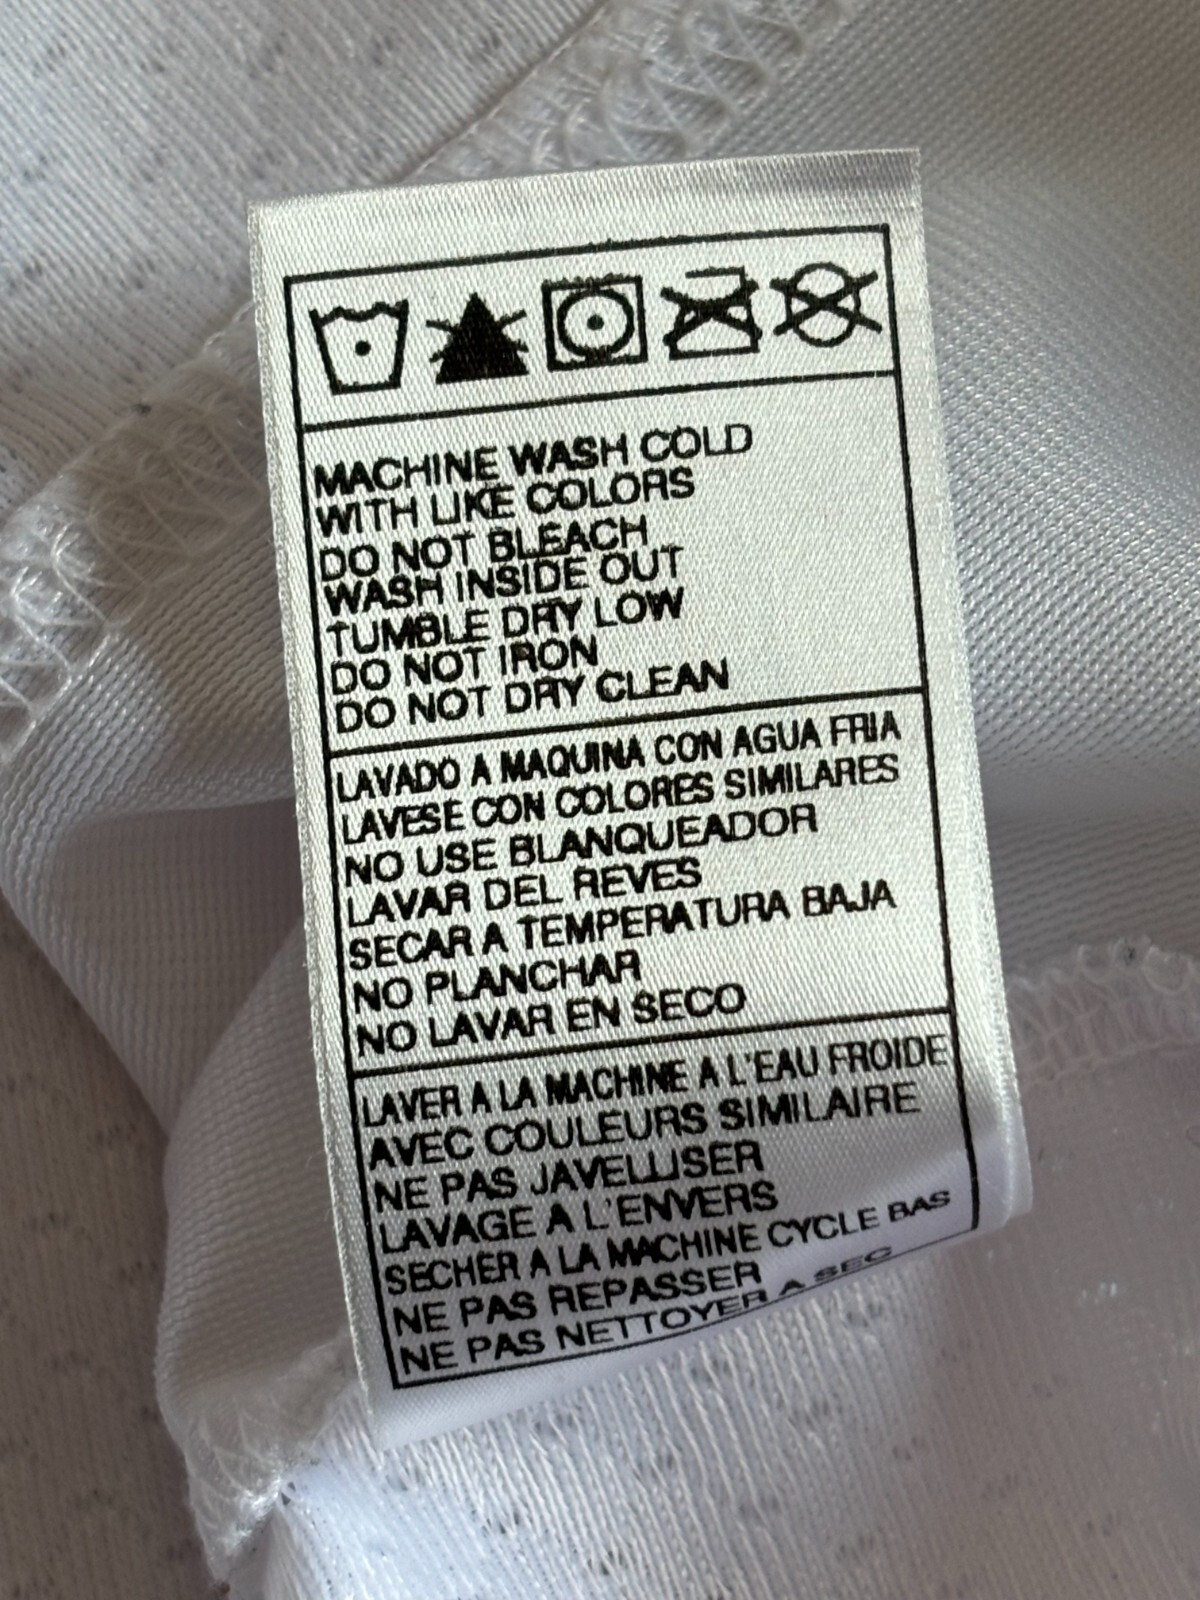 MACHINE WASH COLD
WITH LIKE COLORS
DO NOT BLEACH
WASH INSIDE OUT
TUMBLE DRY LOW
DO NOT IRON
DO NOT DRY CLEAN
LAVADO A MAQUINA CON AGUA FRIA
LAVESE CON COLORES SIMILARES
NO USE BLANQUEADOR
LAVAR DEL REVES
SECAR A TEMPERATURA BAJA
NO PLANCHAR
NO LAVAR EN SECO
LAVER A LA MACHINE A L'EAU FROIDE
AVEC COULEURS SIMILAIRE
NE PAS JAVELLISER
LAVAGE A L'ENVERS
SECHER A LA MACHINE CYCLE BAS
NE PAS REPASSER
NE PAS NETTOYER A SEC